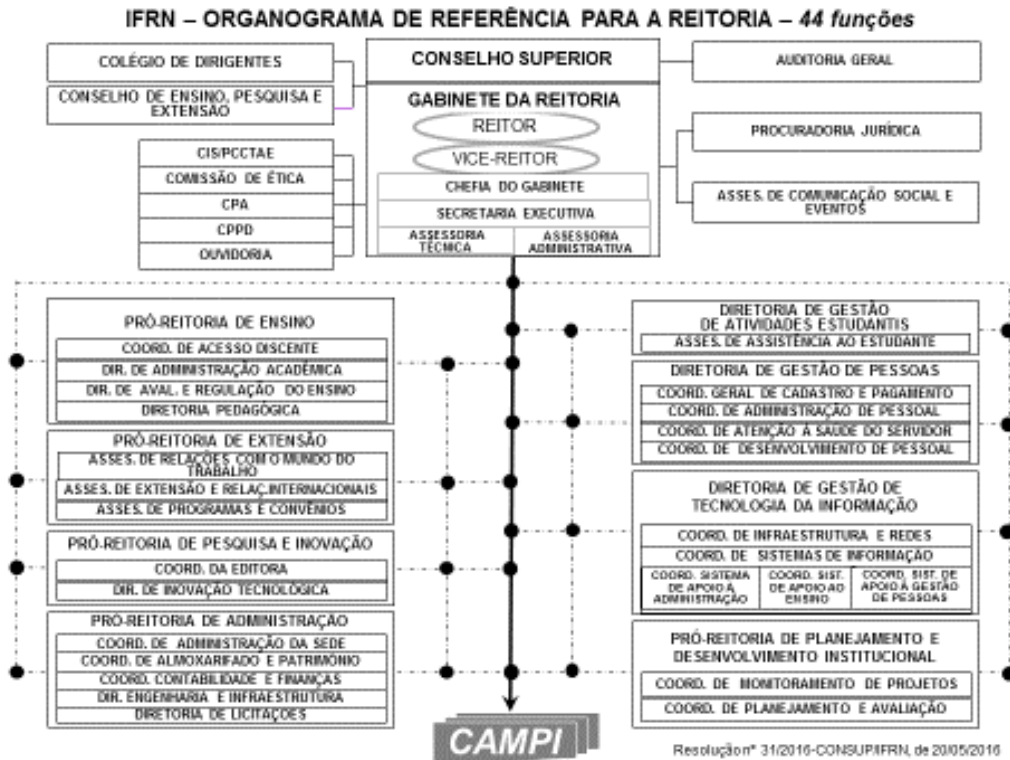 IFRN – ORGANOGRAMA DE REFERÊNCIA PARA A REITORIA – 44 funções
COLÉGIO DE DIRIGENTES
CONSELHO DE ENSINO, PESQUISA E
EXTENSÃO
CONSELHO SUPERIOR
AUDITORIA GERAL
GABINETE DA REITORIA
REITOR
VICE-REITOR
CHEFIA DO GABINETE
SECRETARIA EXECUTIVA
ASSESSORIA
TÉCNICA
ASSESSORIA
ADMINISTRATIVA
PROCURADORIA JURÍDICA
ASSES. DE COMUNICAÇÃO SOCIAL E
EVENTOS
CIS/PCCTAE
COMISSÃO DE ÉTICA
CPA
CPPD
OUVIDORIA
PRÓ-REITORIA DE ENSINO
COORD. DE ACESSO DISCENTE
DIR. DE ADMINISTRAÇÃO ACADÊMICA
DIR. DE AVAL. E REGULAÇÃO DO ENSINO
DIRETORIA PEDAGÓGICA
PRÓ-REITORIA DE EXTENSÃO
ASSES. DE RELAÇÕES COM O MUNDO DO
TRABALHO
ASSES. DE EXTENSÃO E RELAÇ.INTERNACIONAIS
ASSES. DE PROGRAMAS E CONVÊNIOS
PRÓ-REITORIA DE PESQUISA E INOVAÇÃO
COORD. DA EDITORA
DIR. DE INOVAÇÃO TECNOLÓGICA
PRÓ-REITORIA DE ADMINISTRAÇÃO
COORD. DE ADMINISTRAÇÃO DA SEDE
COORD. DE ALMOXARIFADO E PATRIMÔNIO
COORD. CONTABILIDADE E FINANÇAS
DIR. ENGENHARIA E INFRAESTRUTURA
DIRETORIA DE LICITAÇÕES
DIRETORIA DE GESTÃO
DE ATIVIDADES ESTUDANTIS
ASSES. DE ASSISTÊNCIA AO ESTUDANTE
DIRETORIA DE GESTÃO DE PESSOAS
COORD. GERAL DE CADASTRO E PAGAMENTO
COORD. DE ADMINISTRAÇÃO DE PESSOAL
COORD. DE ATENÇÃO À SAÚDE DO SERVIDOR
COORD. DE DESENVOLVIMENTO DE PESSOAL
DIRETORIA DE GESTÃO DE
TECNOLOGIA DA INFORMAÇÃO
COORD. DE INFRAESTRUTURA E REDES
COORD. DE SISTEMAS DE INFORMAÇÃO
COORD. SISTEMA
DE APOIO À
ADMINISTRAÇÃO
COORD. SIST.
DE APOIO AO
ENSINO
COORD. SIST. DE
APOIO À GESTÃO
DE PESSOAS
PRÓ-REITORIA DE PLANEJAMENTO E
DESENVOLVIMENTO INSTITUCIONAL
COORD. DE MONITORAMENTO DE PROJETOS
COORD. DE PLANEJAMENTO E AVALIAÇÃO
CAMPI
Resolução nº 31/2016-CONSUP/IFRN, de 20/05/2016